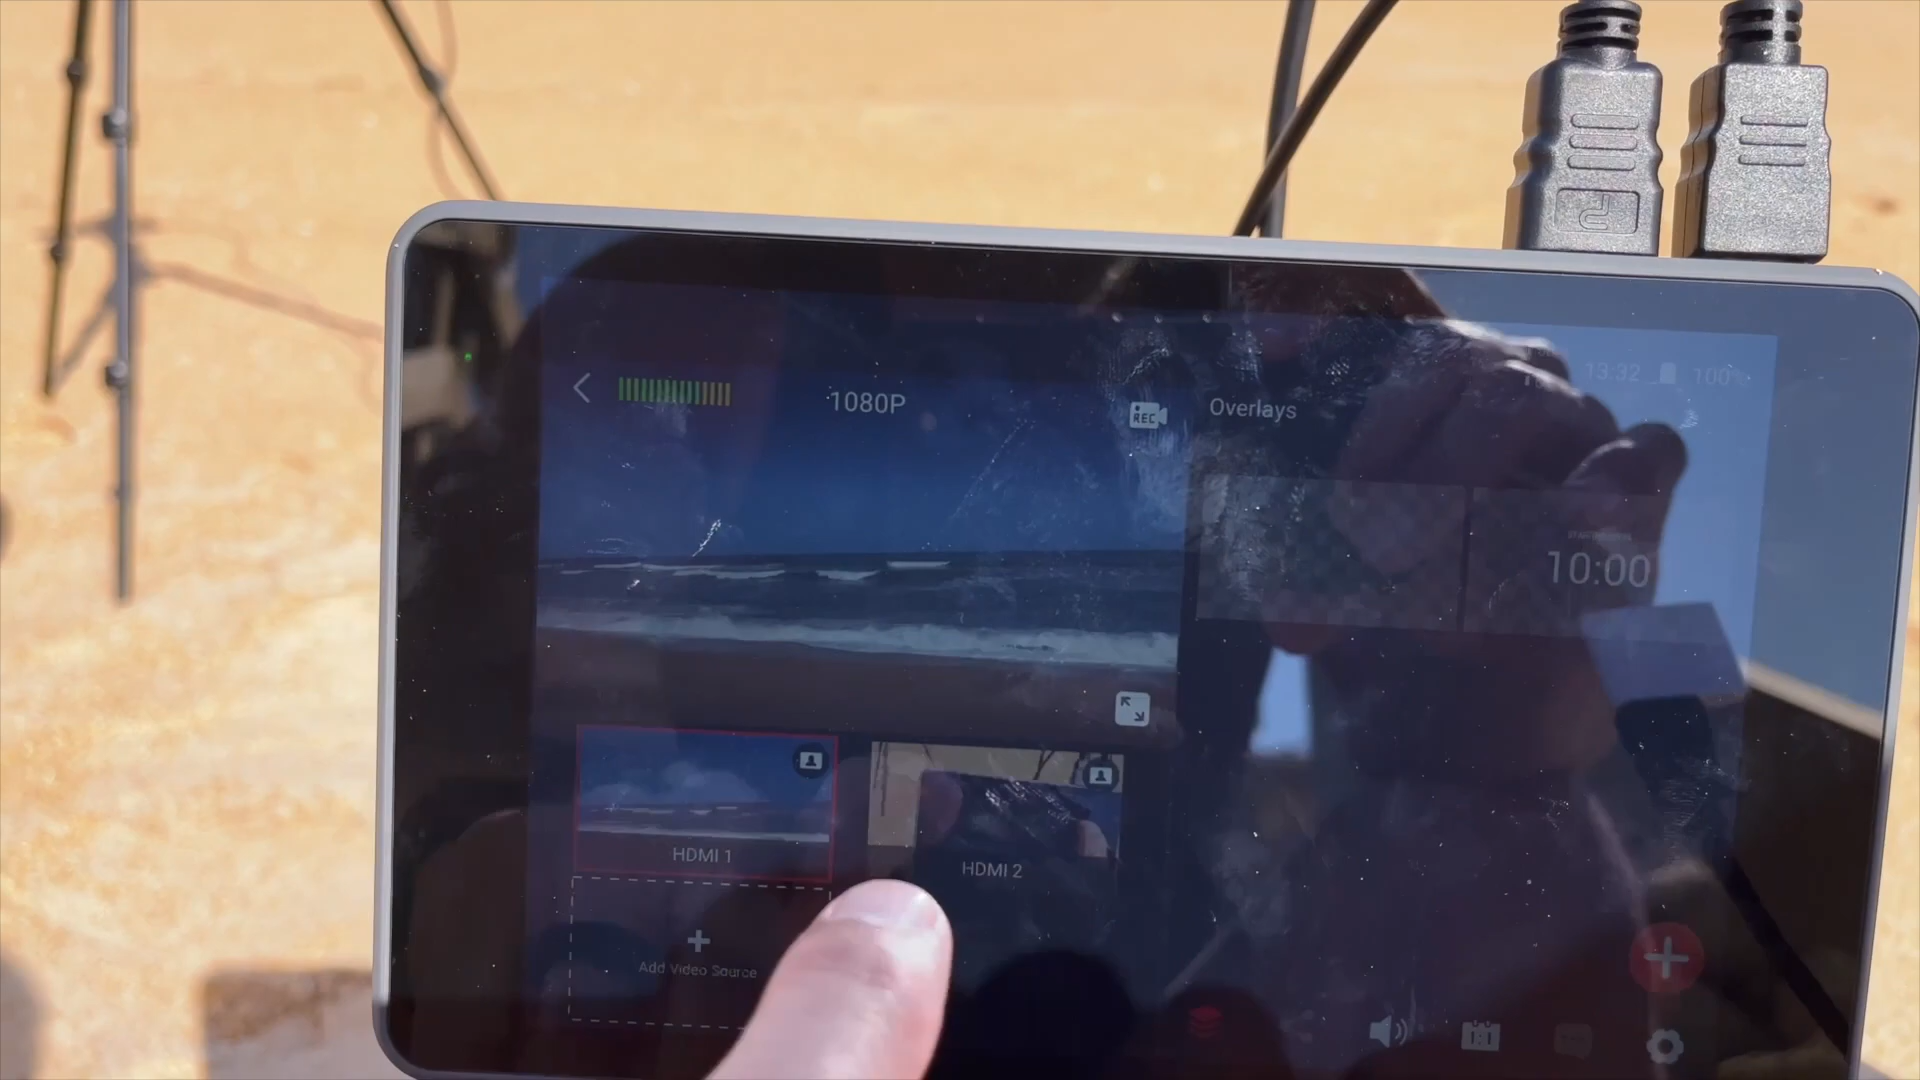 1080P
REC
Overlays
13:32
100
10:00
HDMI 1
HDMI 2
Add Video Source